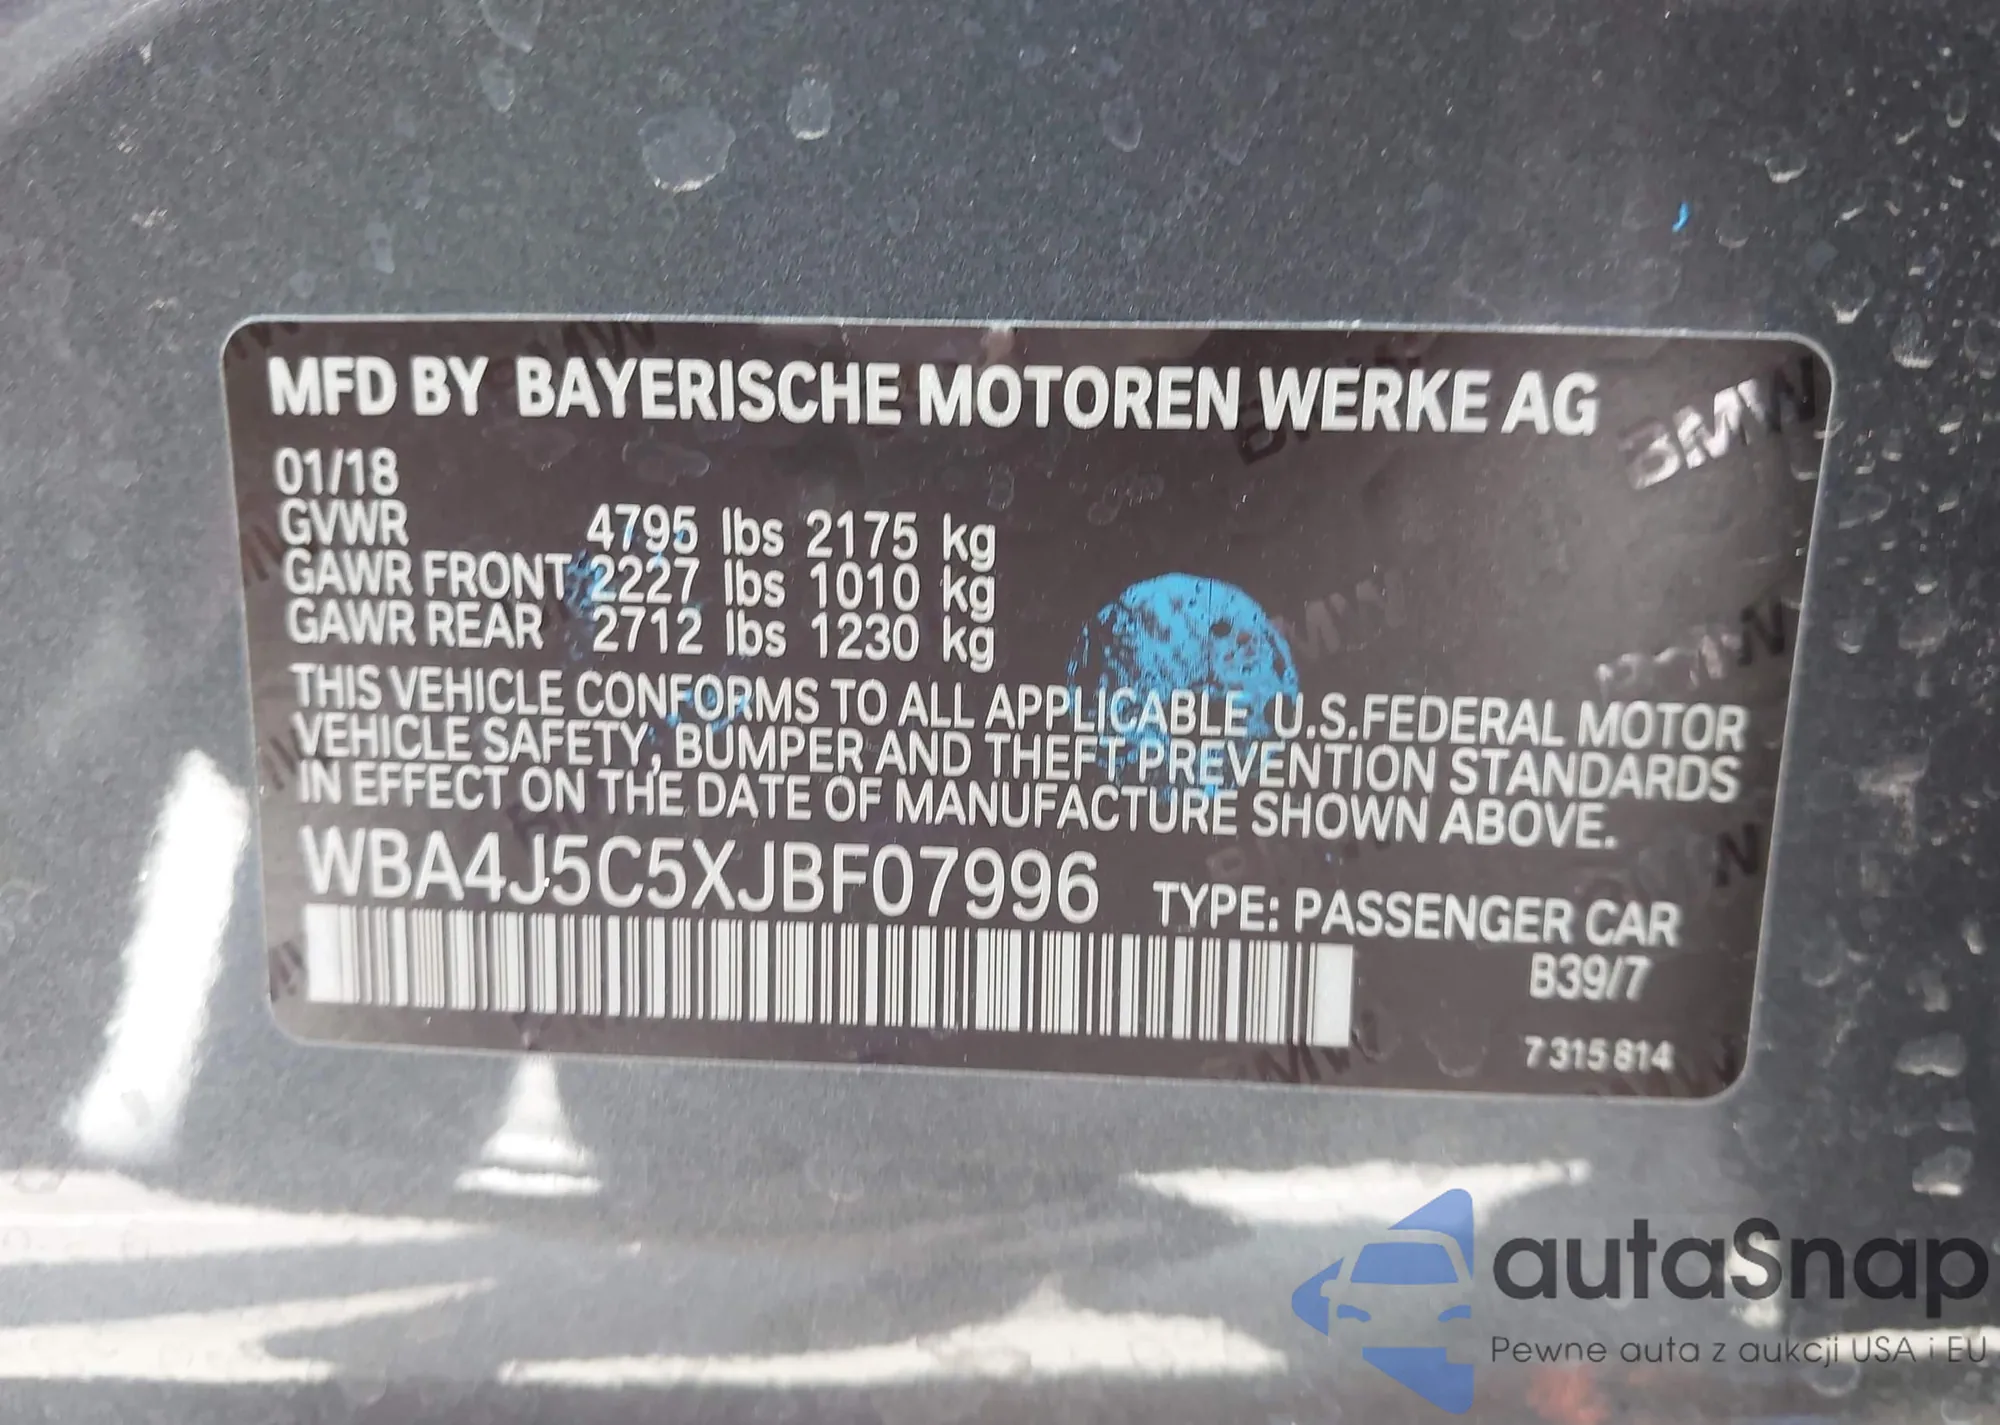 MFD BY BAYERISCHE MOTOREN WERKE AG
BMW
01/18
GVWR 4795 lbs 2175 kg
GAWR FRONT 2227 lbs 1010 kg
GAWR REAR 2712 lbs 1230 kg
THIS VEHICLE CONFORMS TO ALL APPLICABLE U.S.FEDERAL MOTOR
VEHICLE SAFETY, BUMPER AND THEFT PREVENTION STANDARDS
IN EFFECT ON THE DATE OF MANUFACTURE SHOWN ABOVE.
WBA4J5C5XJBF07996 TYPE: PASSENGER CAR
B39/7
7 315 814
autaSnap
Pewne auta z aukcji USA i EU